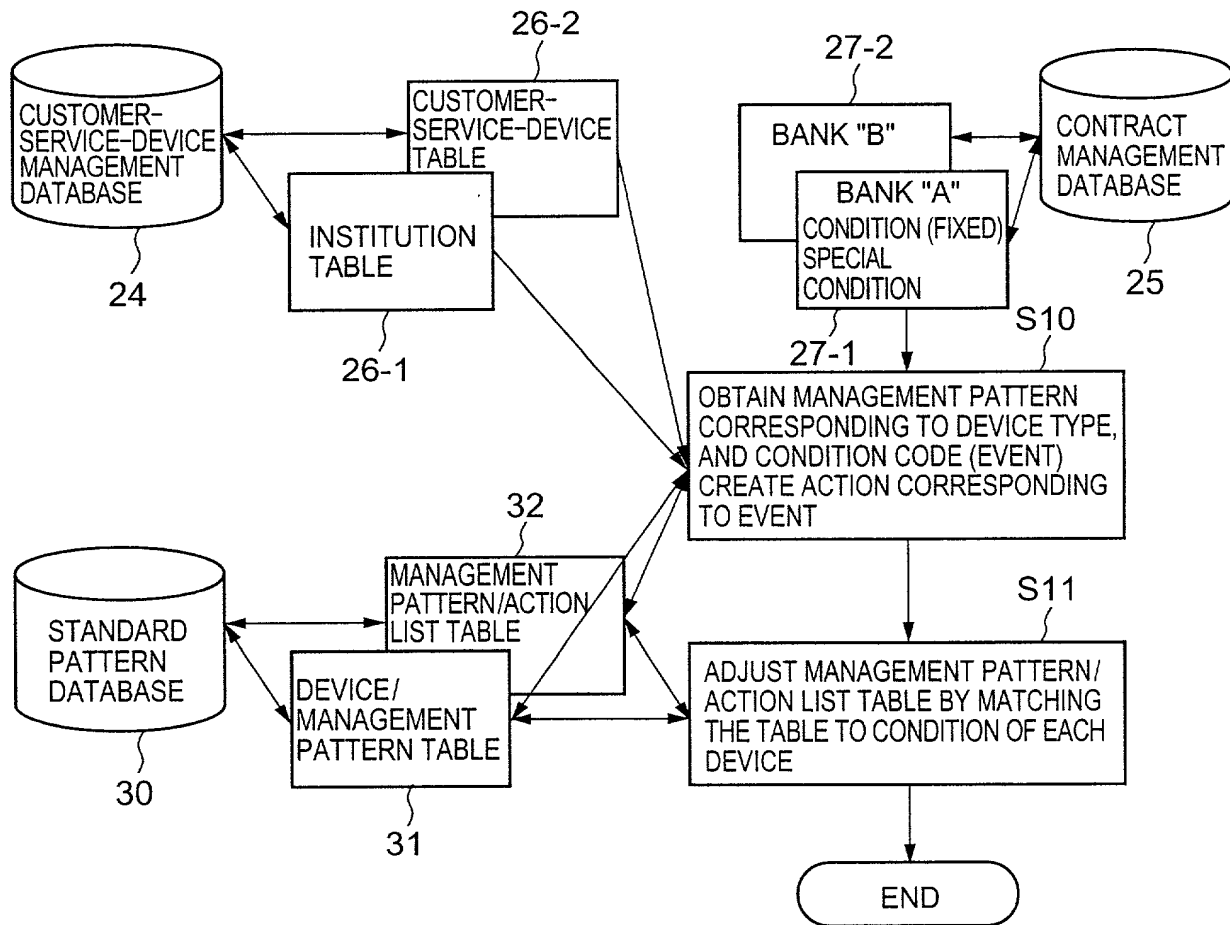 26-2
27-2
CUSTOMER-
SERVICE-DEVICE
MANAGEMENT
DATABASE
24
CUSTOMER-
SERVICE-DEVICE
TABLE
INSTITUTION
TABLE
26-1
BANK "B"
BANK "A"
CONDITION (FIXED)
SPECIAL
CONDITION
27-1
CONTRACT
MANAGEMENT
DATABASE
25
S10
OBTAIN MANAGEMENT PATTERN
CORRESPONDING TO DEVICE TYPE,
AND CONDITION CODE (EVENT)
CREATE ACTION CORRESPONDING
TO EVENT
STANDARD
PATTERN
DATABASE
30
32
MANAGEMENT
PATTERN/ACTION
LIST TABLE
DEVICE/
MANAGEMENT
PATTERN TABLE
31
S11
ADJUST MANAGEMENT PATTERN/
ACTION LIST TABLE BY MATCHING
THE TABLE TO CONDITION OF EACH
DEVICE
END